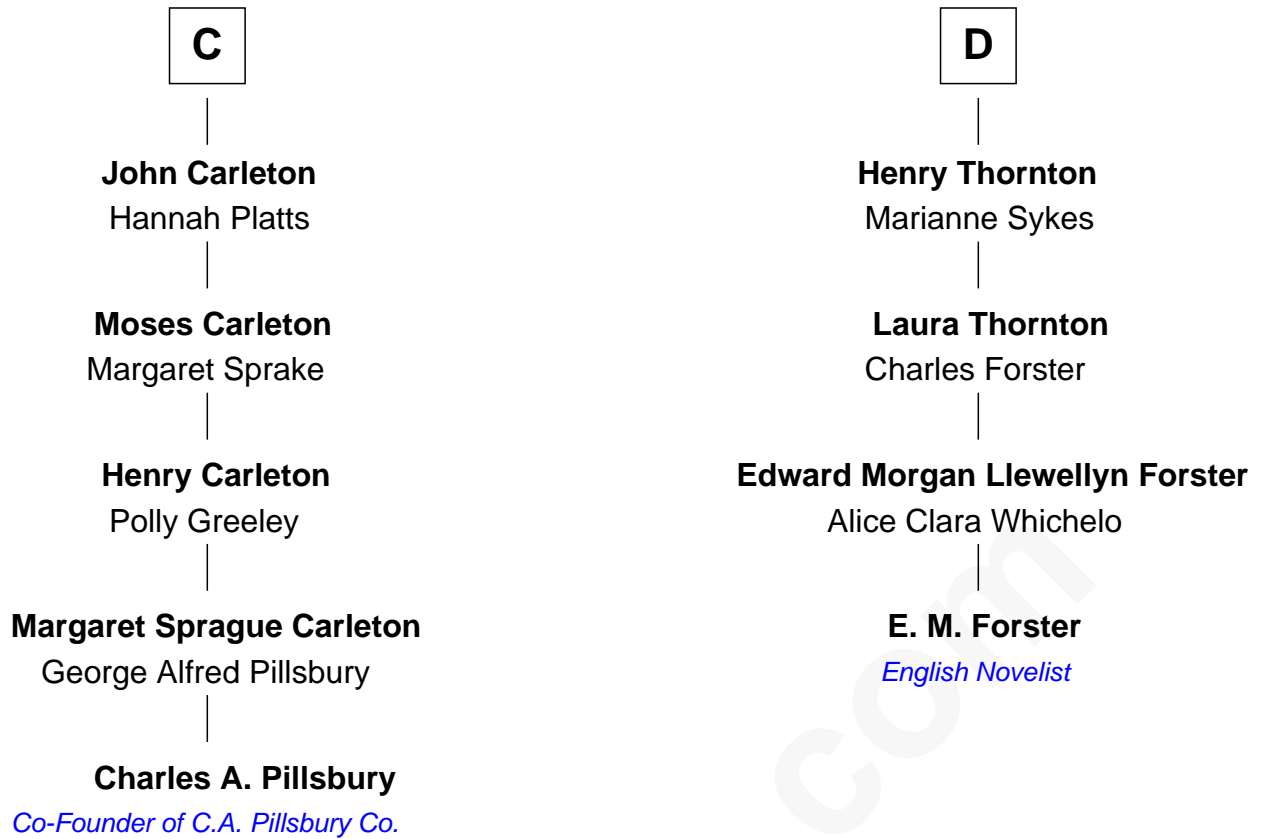 C
John Carleton
Hannah Platts
Moses Carleton
Margaret Sprake
Henry Carleton
Polly Greeley
Margaret Sprague Carleton
George Alfred Pillsbury
Charles A. Pillsbury
Co-Founder of C.A. Pillsbury Co.
D
Henry Thornton
Marianne Sykes
Laura Thornton
Charles Forster
Edward Morgan Llewellyn Forster
Alice Clara Whichelo
E. M. Forster
English Novelist
com